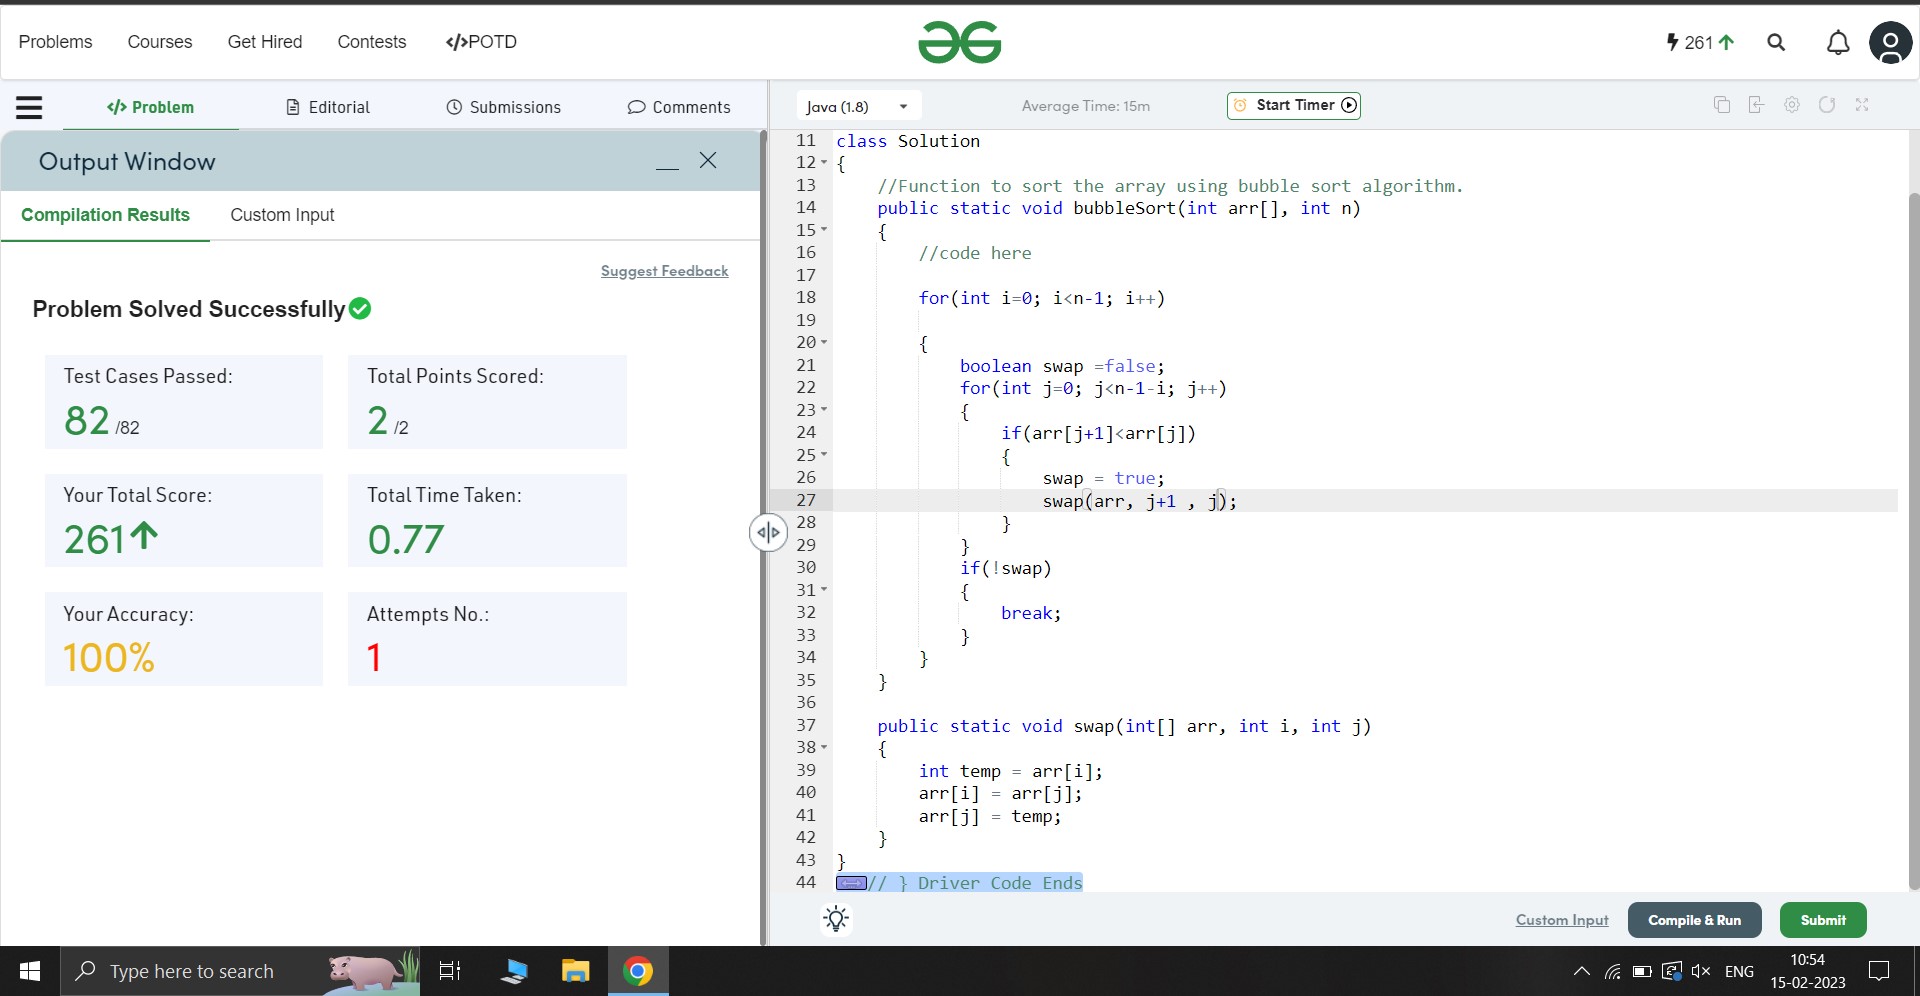 Problems Courses Get Hired Contests </>POTD
261
</> Problem Editorial Submissions Comments
Output Window
Compilation Results Custom Input
Suggest Feedback
Problem Solved Successfully
Test Cases Passed:
82 /82
Total Points Scored:
2 /2
Your Total Score:
261
Total Time Taken:
0.77
Your Accuracy:
100%
Attempts No.:
1
Java (1.8) Average Time: 15m Start Timer
11 class Solution
12 {
13 //Function to sort the array using bubble sort algorithm.
14 public static void bubbleSort(int arr[], int n)
15 {
16 //code here
17
18 for(int i=0; i<n-1; i++)
19
20 {
21 boolean swap =false;
22 for(int j=0; j<n-1-i; j++)
23 {
24 if(arr[j+1]<arr[j])
25 {
26 swap = true;
27 swap(arr, j+1 , j);
28 }
29 }
30 if(!swap)
31 {
32 break;
33 }
34 }
35 }
36
37 public static void swap(int[] arr, int i, int j)
38 {
39 int temp = arr[i];
40 arr[i] = arr[j];
41 arr[j] = temp;
42 }
43 }
44 // } Driver Code Ends
Custom Input Compile & Run Submit
Type here to search
ENG
10:54
15-02-2023